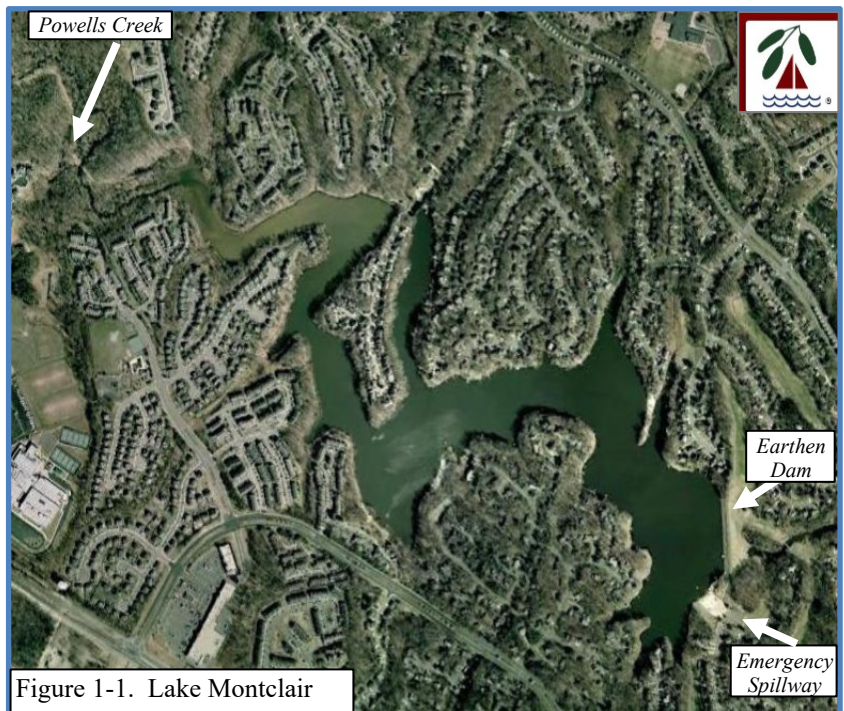 Powells Creek
®
Earthen
Dam
Emergency
Spillway
Figure 1-1. Lake Montclair